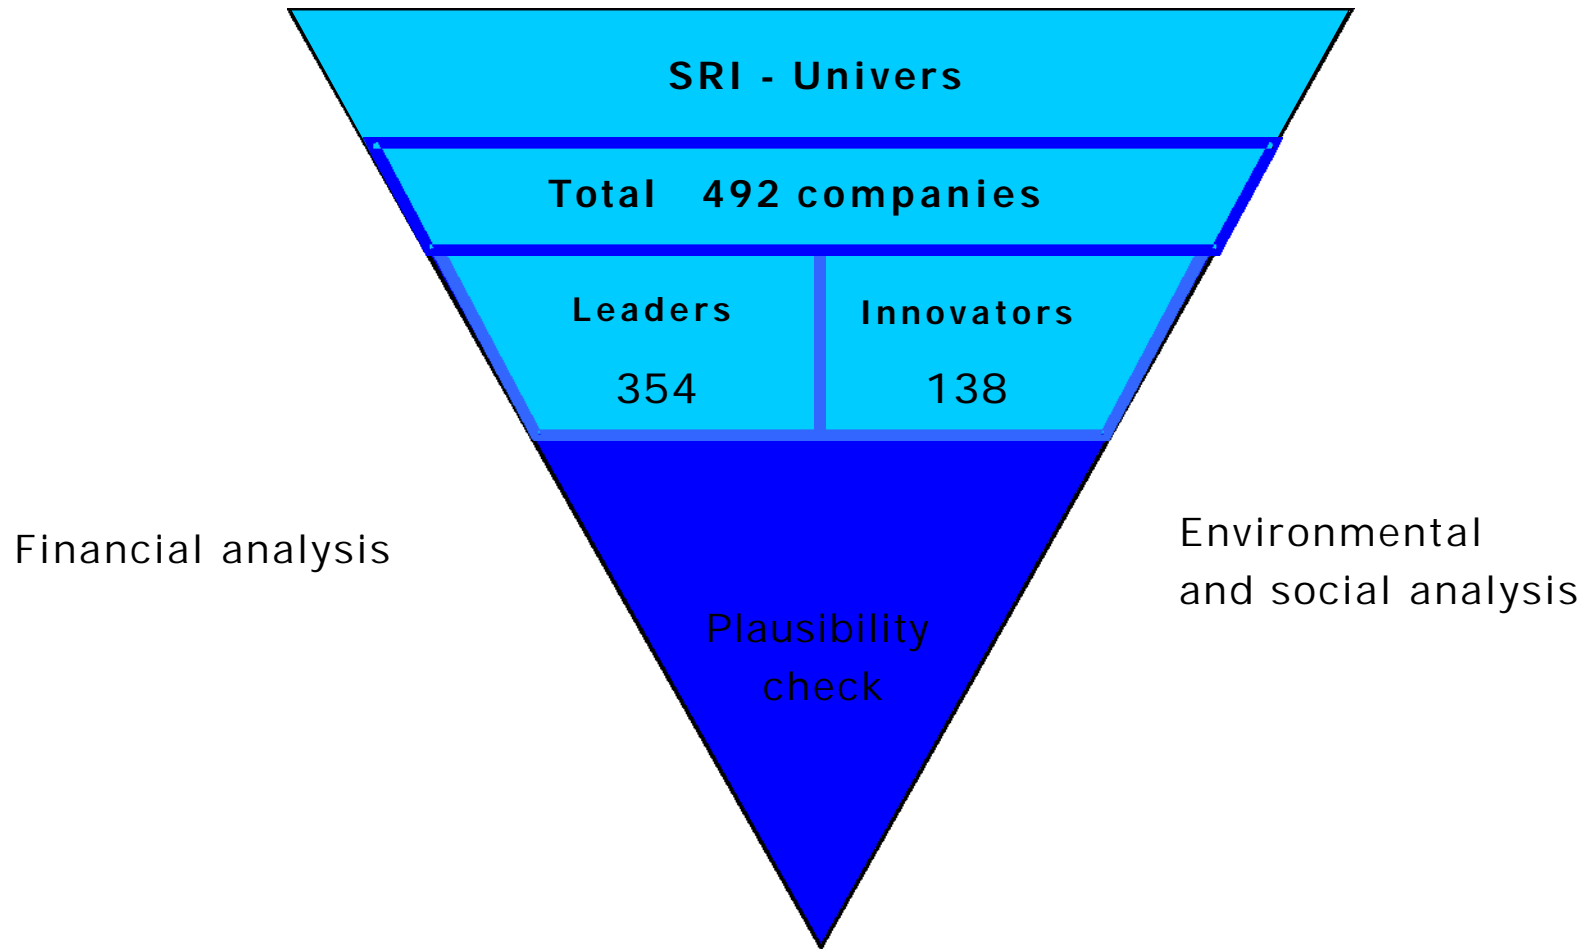 SRI - Univers
Total 492 companies
Leaders
Innovators
354
138
Financial analysis
Environmental
and social analysis
Plausibility
check